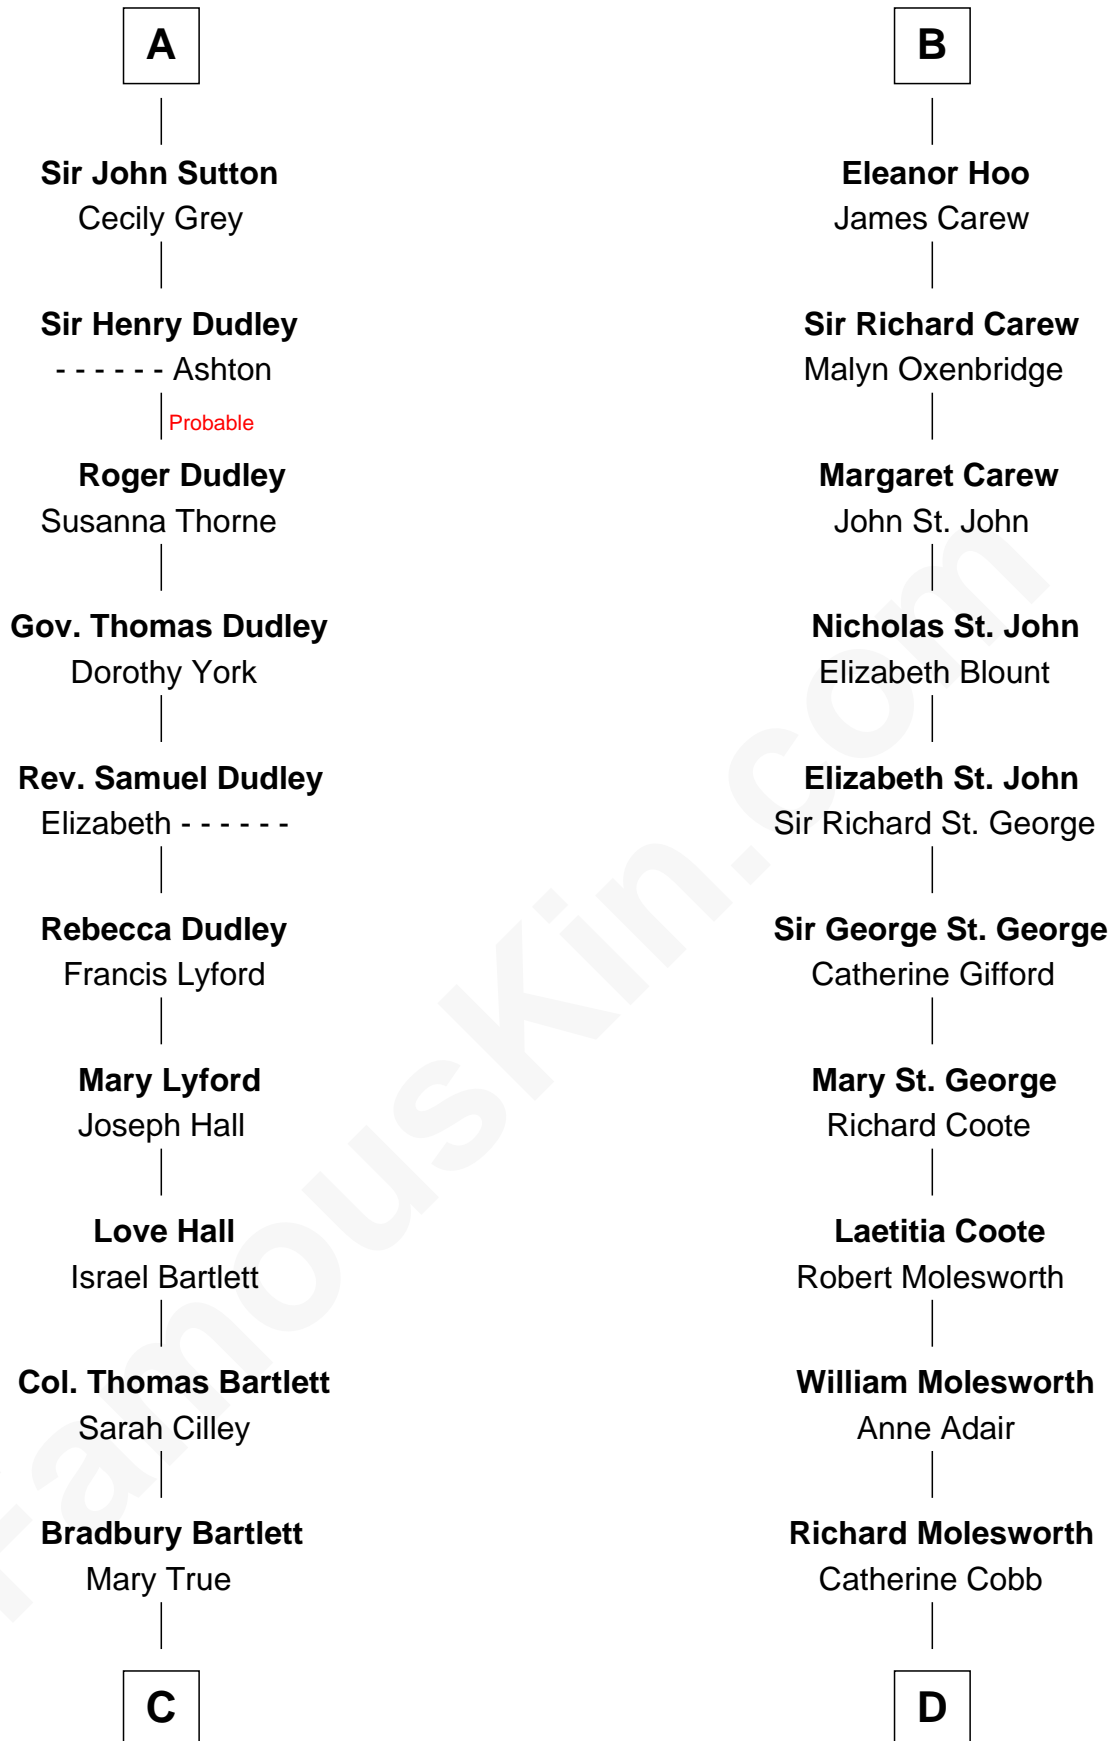 A
Sir John Sutton
Cecily Grey
Sir Henry Dudley
- - - - - - Ashton
Probable
Roger Dudley
Susanna Thorne
Gov. Thomas Dudley
Dorothy York
Rev. Samuel Dudley
Elizabeth - - - - - -
Rebecca Dudley
Francis Lyford
Mary Lyford
Joseph Hall
Love Hall
Israel Bartlett
Col. Thomas Bartlett
Sarah Cilley
Bradbury Bartlett
Mary True
C
B
Eleanor Hoo
James Carew
Sir Richard Carew
Malyn Oxenbridge
Margaret Carew
John St. John
Nicholas St. John
Elizabeth Blount
Elizabeth St. John
Sir Richard St. George
Sir George St. George
Catherine Gifford
Mary St. George
Richard Coote
Laetitia Coote
Robert Molesworth
William Molesworth
Anne Adair
Richard Molesworth
Catherine Cobb
D
FamousKin.com